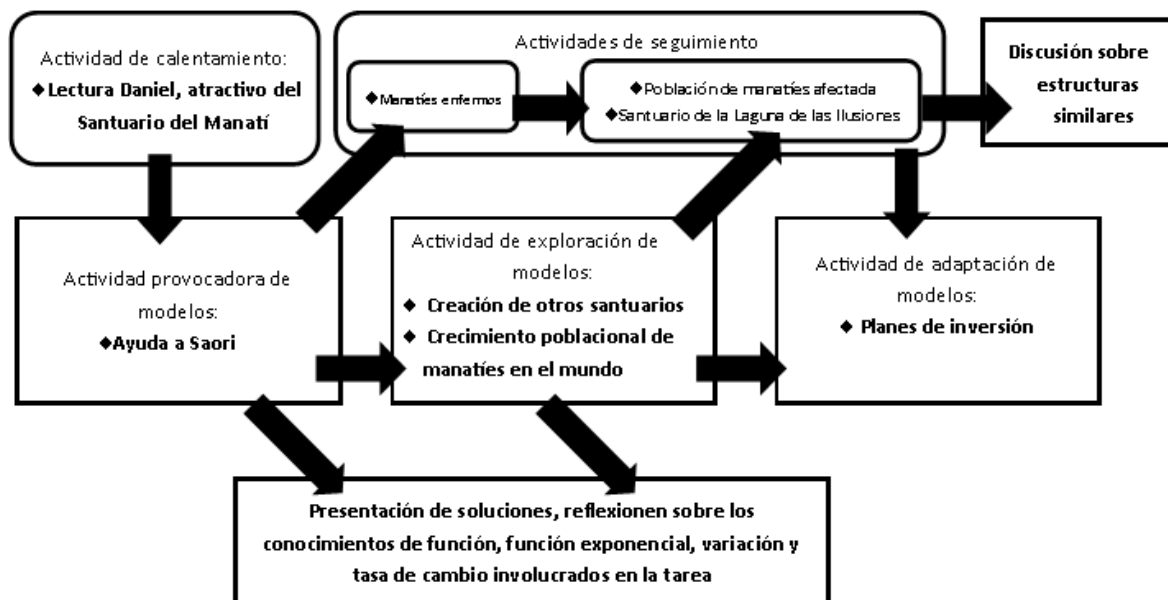 Actividad de calentamiento:
◆Lectura Daniel, atractivo del
Santuario del Manatí
Actividades de seguimiento
◆Manatíes enfermos
◆Población de manatíes afectada
◆Santuario de la Laguna de las Ilusiones
Discusión sobre
estructuras
similares
Actividad provocadora de
modelos:
◆Ayuda a Saori
Actividad de exploración de
modelos:
◆ Creación de otros santuarios
◆ Crecimiento poblacional de
manatíes en el mundo
Actividad de adaptación de
modelos:
◆ Planes de inversión
Presentación de soluciones, reflexionen sobre los
conocimientos de función, función exponencial, variación y
tasa de cambio involucrados en la tarea